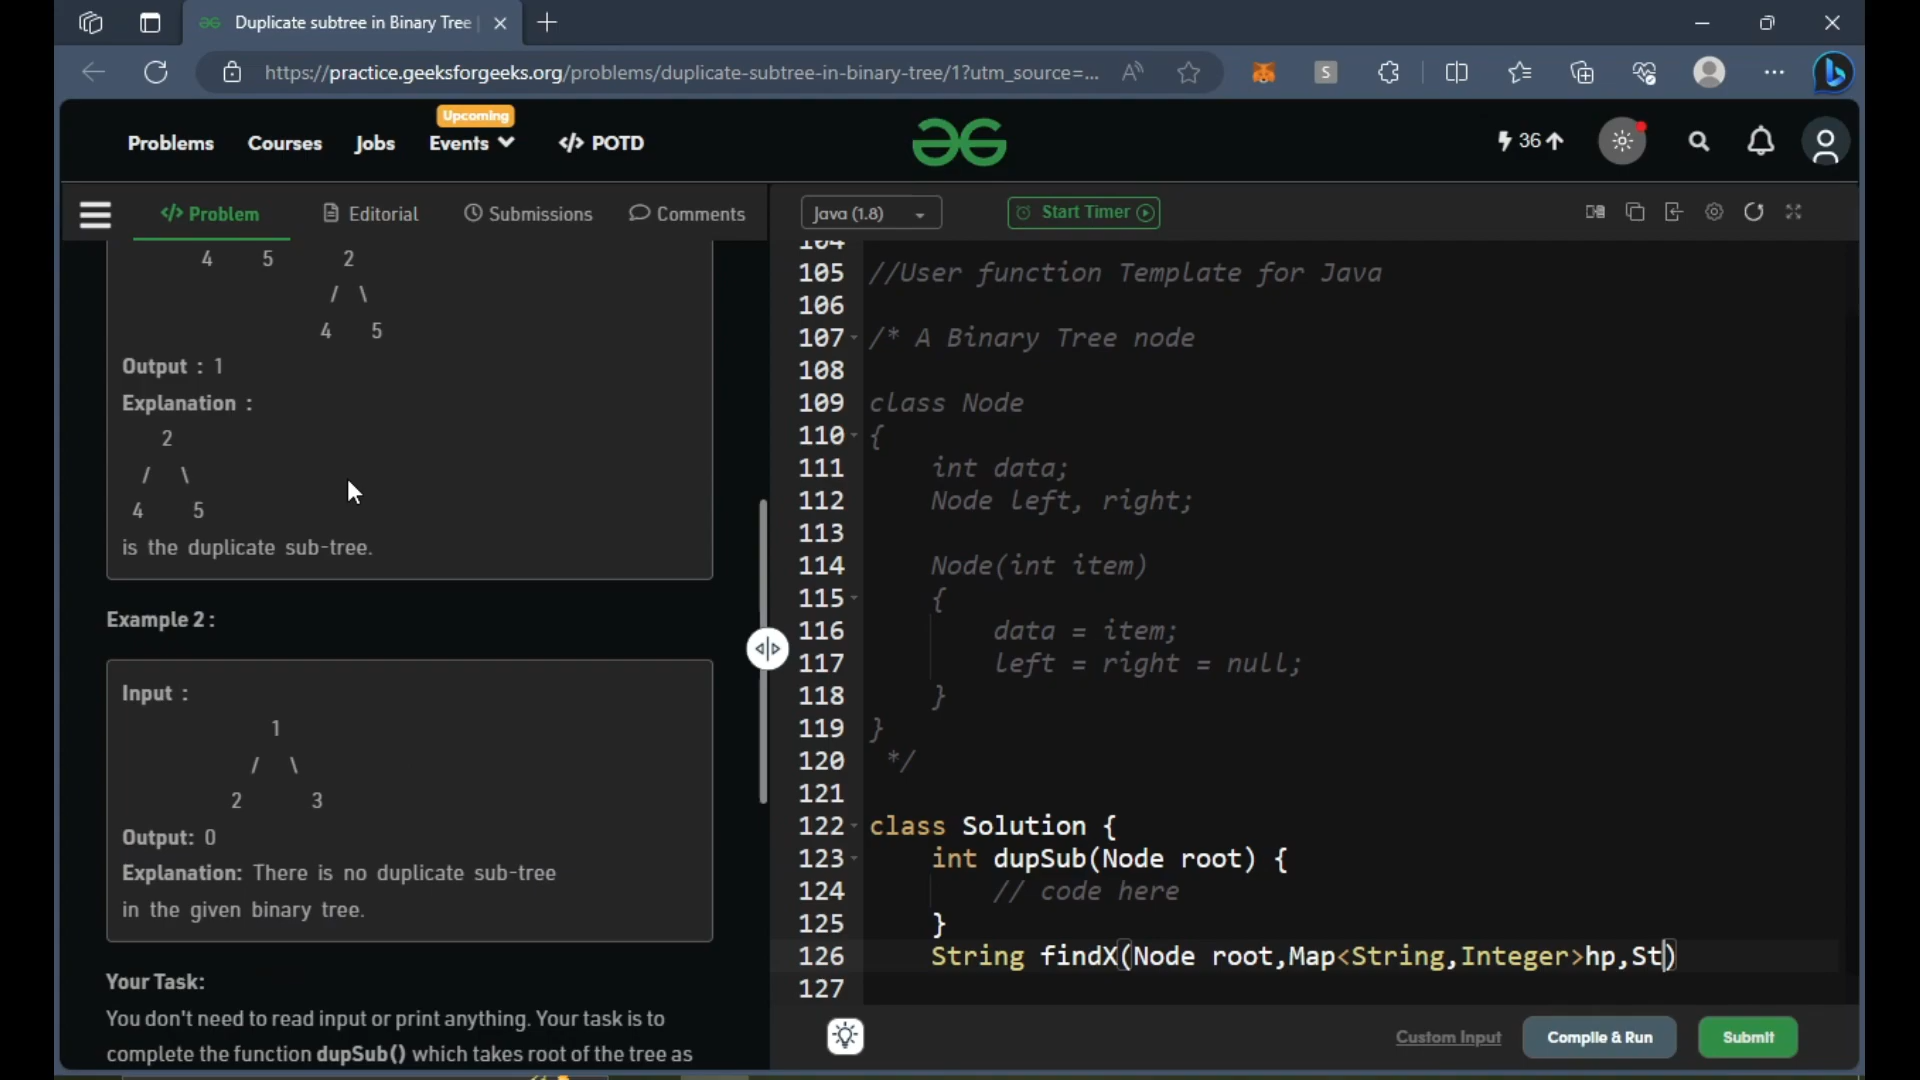 Duplicate subtree in Binary Tree |
https://practice.geeksforgeeks.org/problems/duplicate-subtree-in-binary-tree/1?utm_source=...
S
Upcoming
Problems Courses Jobs Events </> POTD
36
</> Problem Editorial Submissions Comments
Java (1.8) Start Timer
4 5 2
/ \
4 5
Output : 1
Explanation :
2
/ \
4 5
is the duplicate sub-tree.
Example 2 :
Input :
1
/ \
2 3
Output: 0
Explanation: There is no duplicate sub-tree
in the given binary tree.
Your Task:
You don't need to read input or print anything. Your task is to
complete the function dupSub() which takes root of the tree as
104
105 //User function Template for Java
106
107 /* A Binary Tree node
108
109 class Node
110 {
111 int data;
112 Node left, right;
113
114 Node(int item)
115 {
116 data = item;
117 left = right = null;
118 }
119 }
120 */
121
122 class Solution {
123 int dupSub(Node root) {
124 // code here
125 }
126 String findX(Node root,Map<String,Integer>hp,St)
127
Custom Input Compile & Run Submit